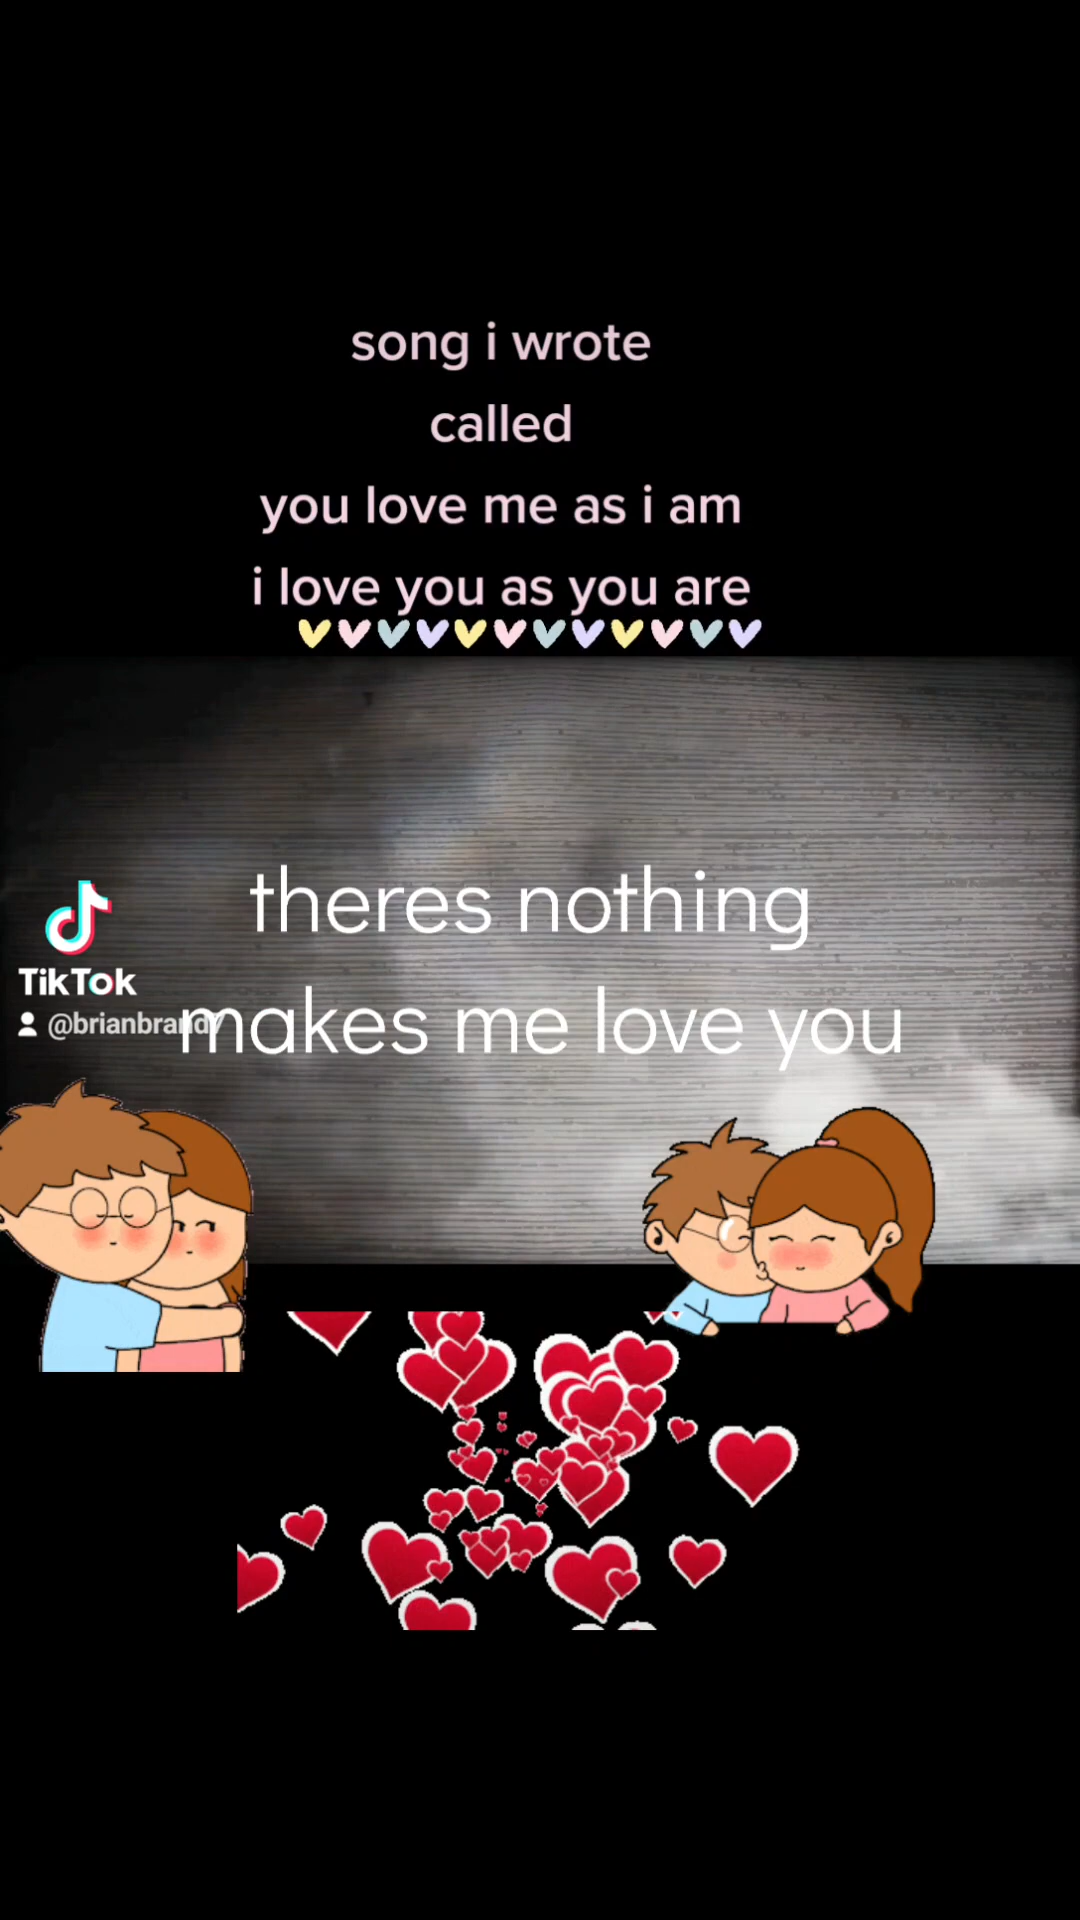 song i wrote
called
you love me as i am
i love you as you are
theres nothing
makes me love you
TikTok